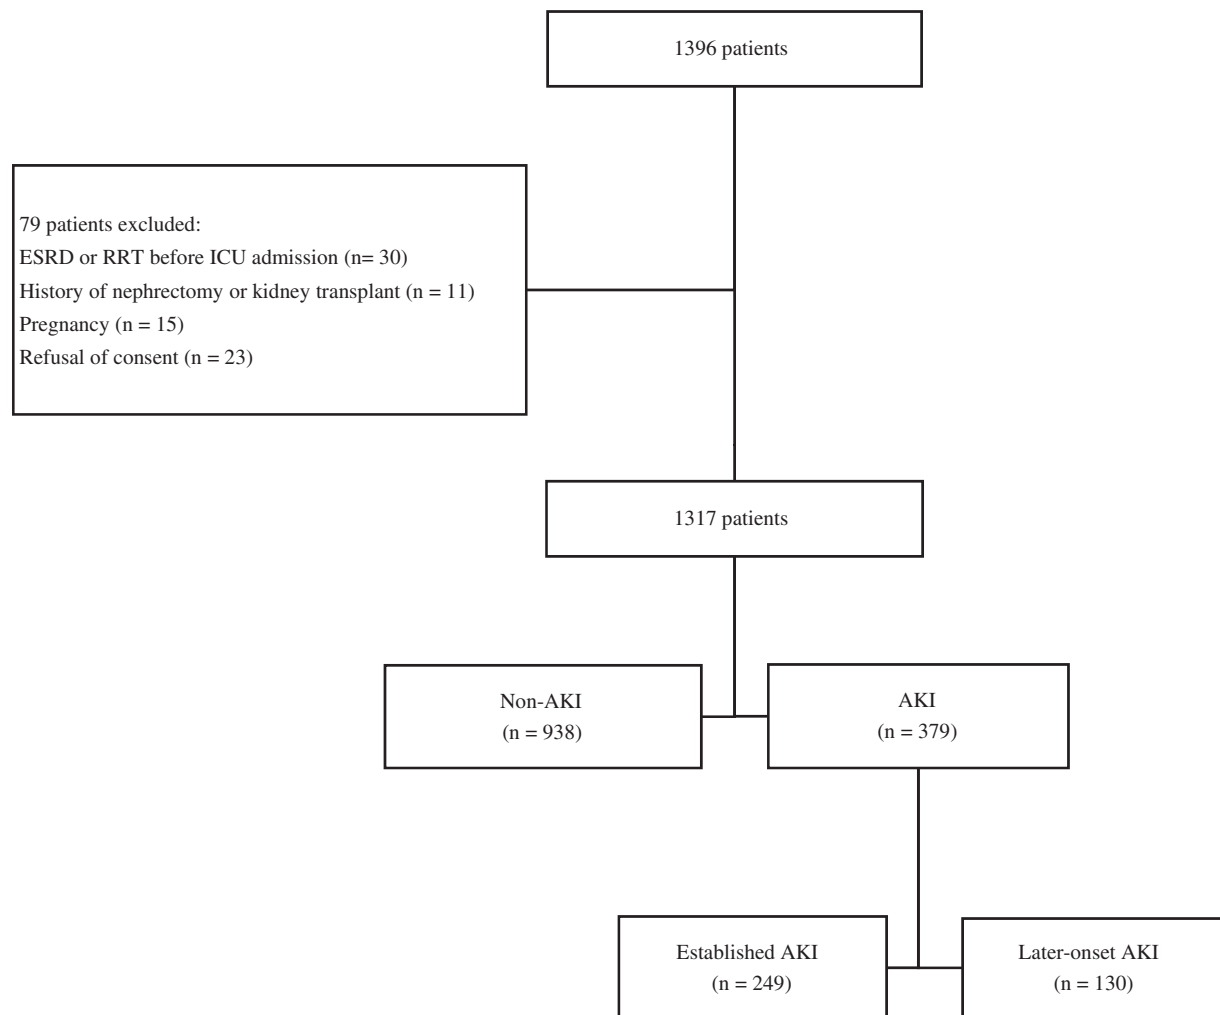 1396 patients
79 patients excluded:
ESRD or RRT before ICU admission (n= 30)
History of nephrectomy or kidney transplant (n = 11)
Pregnancy (n = 15)
Refusal of consent (n = 23)
1317 patients
Non-AKI
(n = 938)
AKI
(n = 379)
Established AKI
(n = 249)
Later-onset AKI
(n = 130)